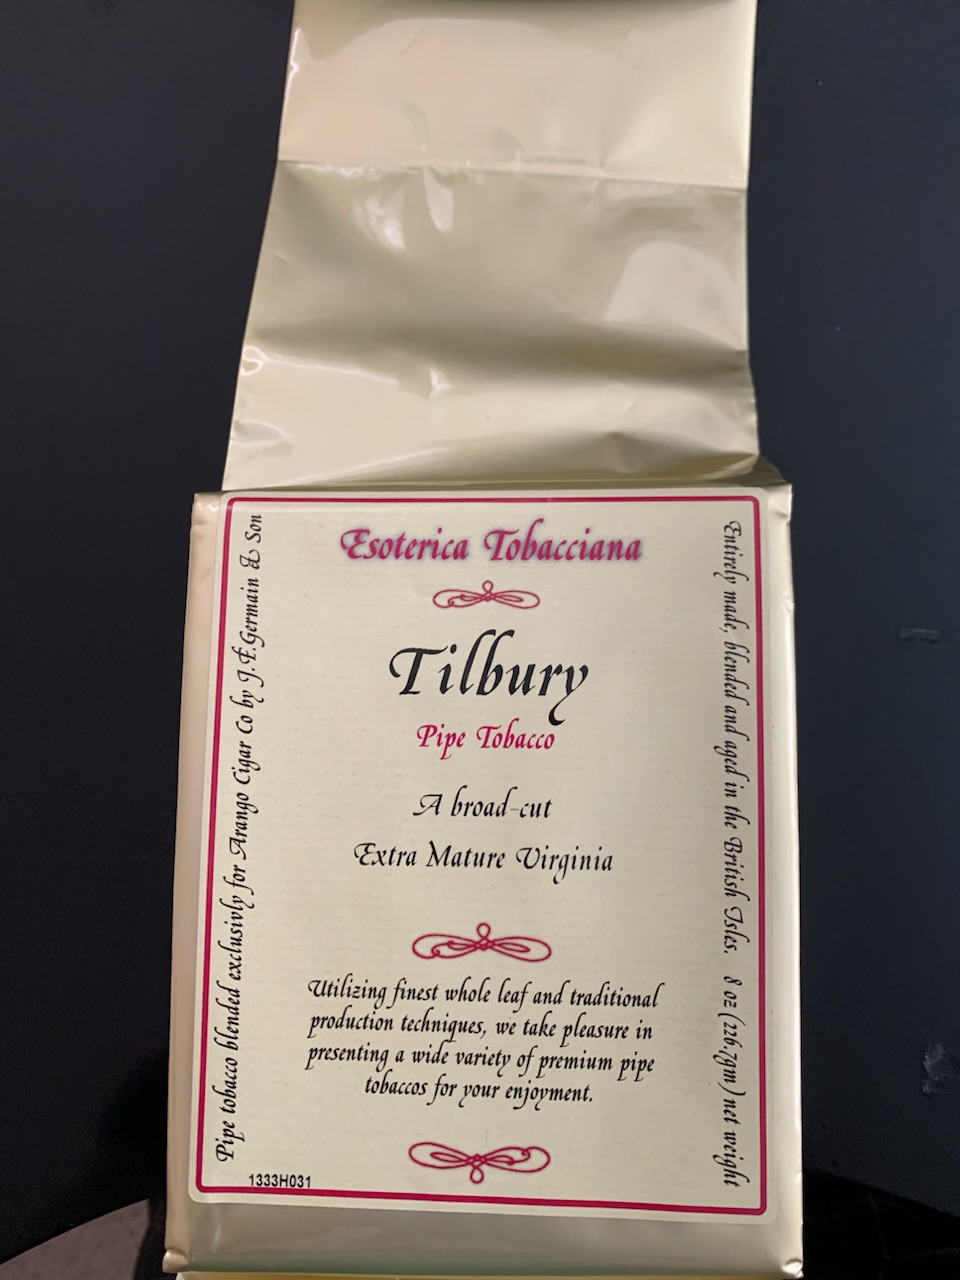 Esoterica Tobacciana
Tilbury
Pipe Tobacco
A broad-cut
Extra Mature Virginia
Utilizing finest whole leaf and traditional
production techniques, we take pleasure in
presenting a wide variety of premium pipe
tobaccos for your enjoyment.
Pipe tobacco blended exclusivly for Arango Cigar Co by J.F.Germain & Son
Entirely made, blended and aged in the British Isles. 8 oz (226,7gm) net weight
1333H031